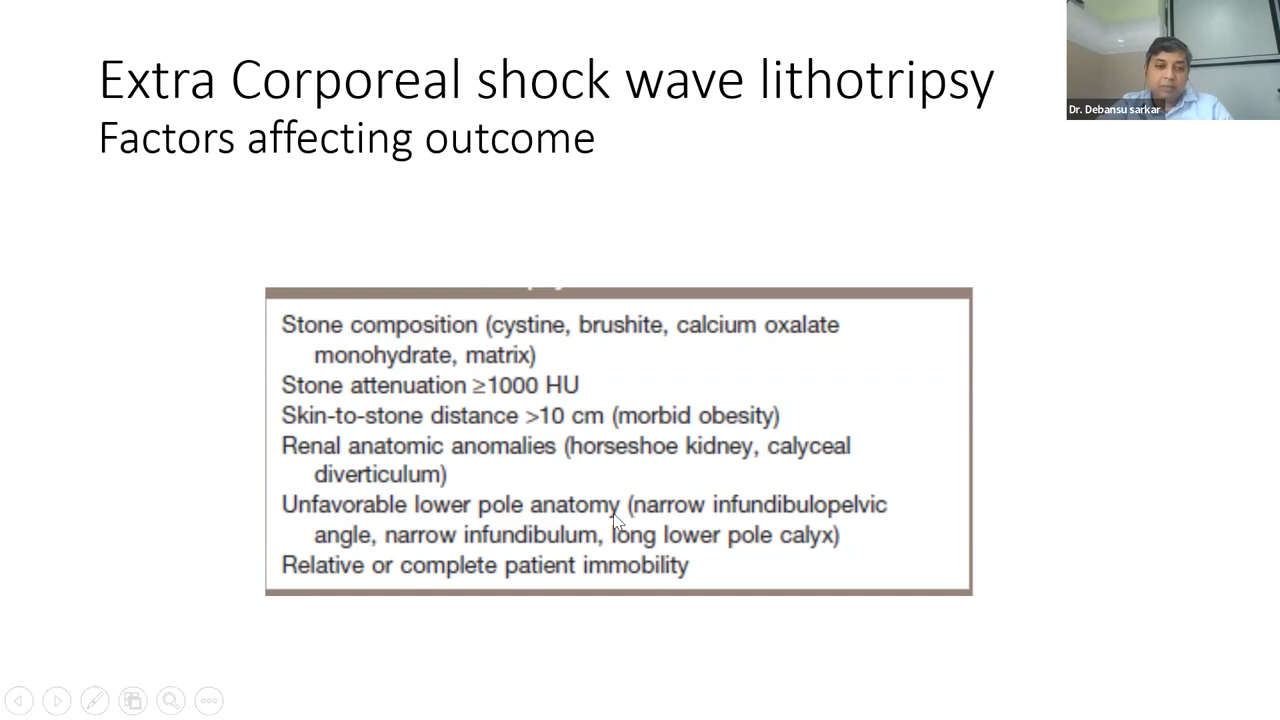 Extra Corporeal shock wave lithotripsy
Factors affecting outcome
Dr. Debansu sarkar
Stone composition (cystine, brushite, calcium oxalate
monohydrate, matrix)
Stone attenuation ≥1000 HU
Skin-to-stone distance >10 cm (morbid obesity)
Renal anatomic anomalies (horseshoe kidney, calyceal
diverticulum)
Unfavorable lower pole anatomy (narrow infundibulopelvic
angle, narrow infundibulum, long lower pole calyx)
Relative or complete patient immobility